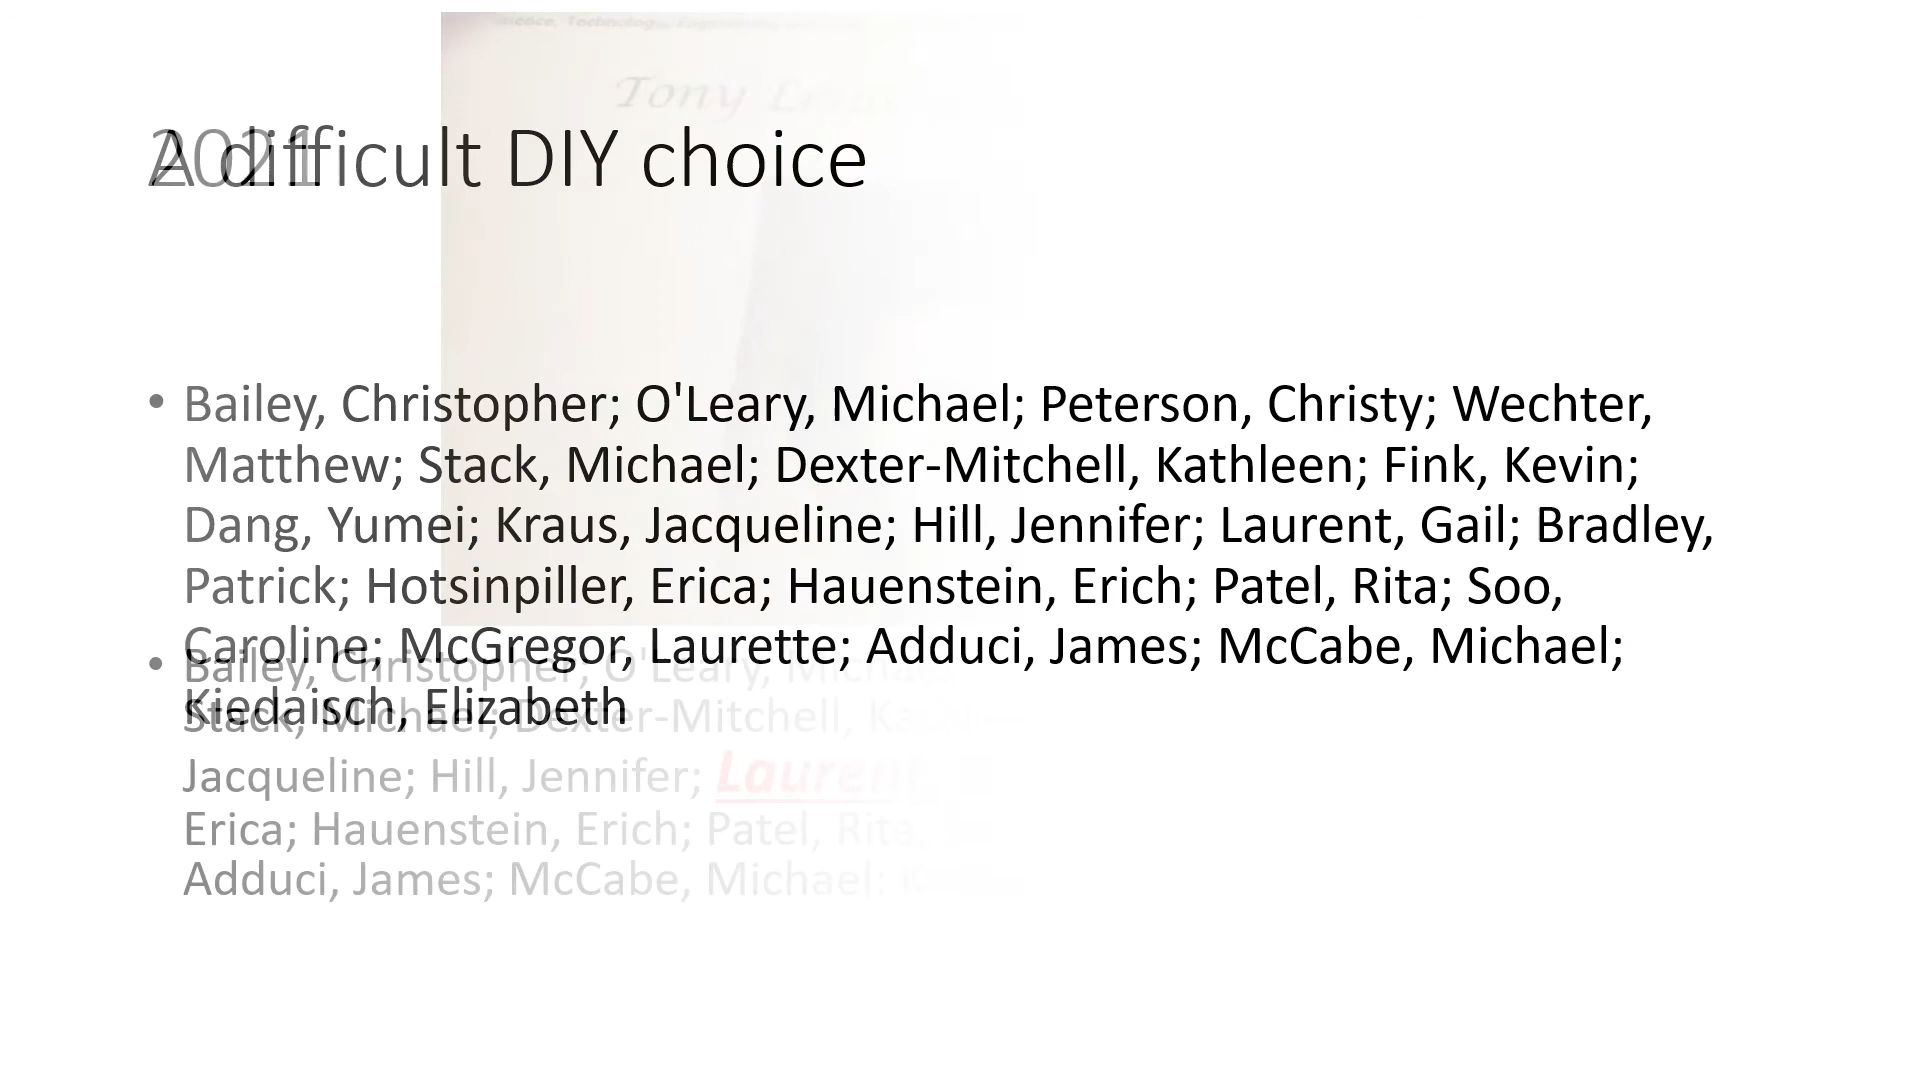 Tony
2021
A difficult DIY choice
• Bailey, Christopher; O'Leary, Michael; Peterson, Christy; Wechter,
Matthew; Stack, Michael; Dexter-Mitchell, Kathleen; Fink, Kevin;
Dang, Yumei; Kraus, Jacqueline; Hill, Jennifer; Laurent, Gail; Bradley,
Patrick; Hotsinpiller, Erica; Hauenstein, Erich; Patel, Rita; Soo,
Caroline; McGregor, Laurette; Adduci, James; McCabe, Michael;
Kiedaisch, Elizabeth
• Bailey, Christopher; O'Leary, Michael
Stack, Michael; Dexter-Mitchell,
Jacqueline; Hill, Jennifer; Laurent
Erica; Hauenstein, Erich; Patel, Rita
Adduci, James; McCabe, Michael;